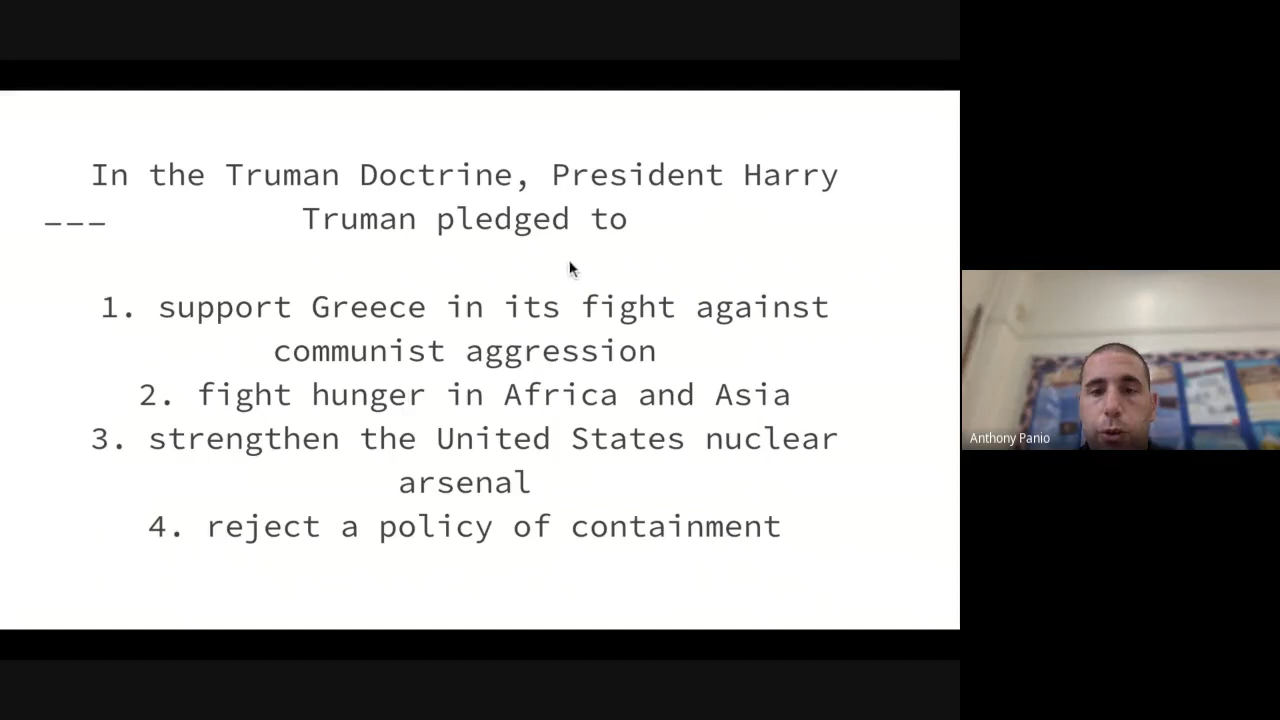 In the Truman Doctrine, President Harry
Truman pledged to
___
1. support Greece in its fight against
communist aggression
2. fight hunger in Africa and Asia
3. strengthen the United States nuclear
arsenal
4. reject a policy of containment
Anthony Panio